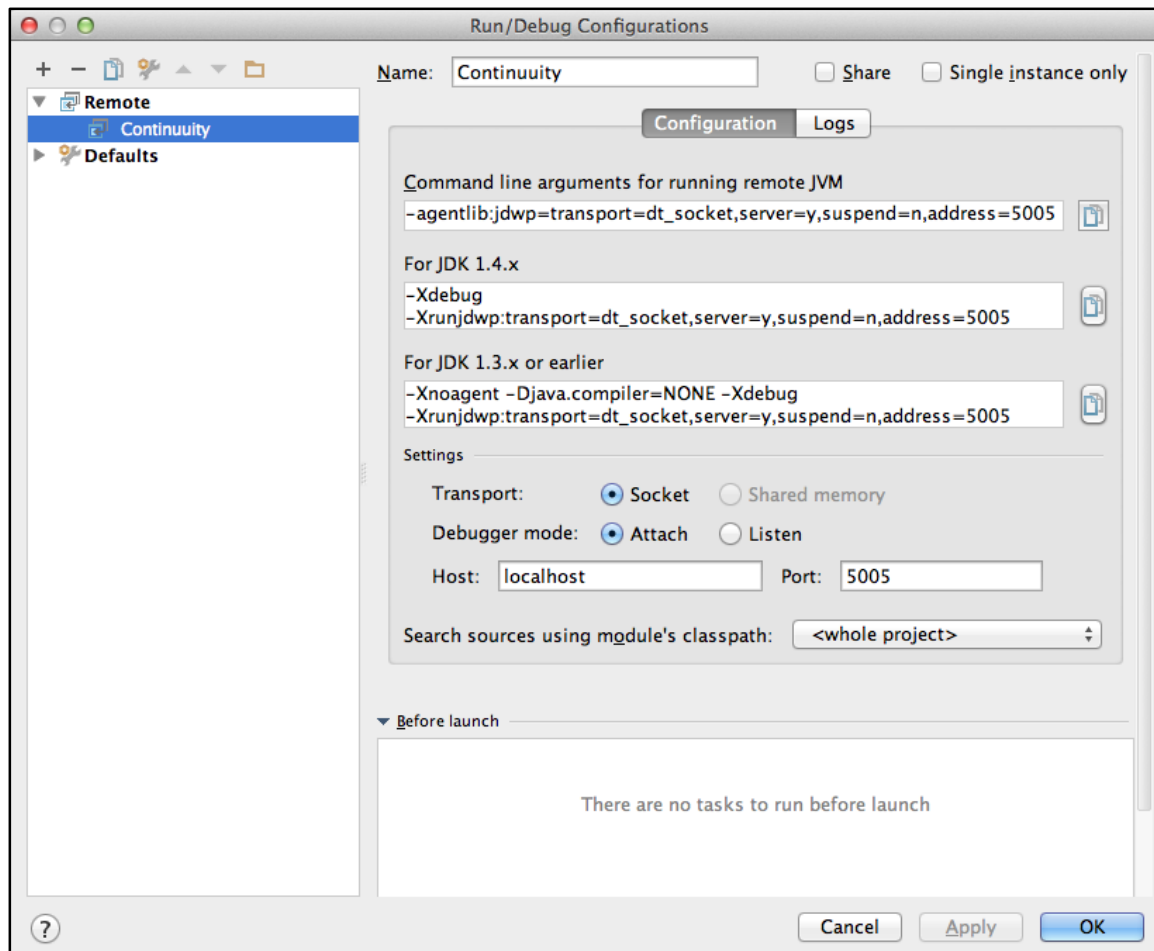 Run/Debug Configurations
Name: Continuuity Share Single instance only
Remote
Continuuity
Defaults
Configuration Logs
Command line arguments for running remote JVM
-agentlib:jdwp=transport=dt_socket,server=y,suspend=n,address=5005
For JDK 1.4.x
-Xdebug
-Xrunjdwp:transport=dt_socket,server=y,suspend=n,address=5005
For JDK 1.3.x or earlier
-Xnoagent -Djava.compiler=NONE -Xdebug
-Xrunjdwp:transport=dt_socket,server=y,suspend=n,address=5005
Settings
Transport: Socket Shared memory
Debugger mode: Attach Listen
Host: localhost Port: 5005
Search sources using module's classpath: <whole project>
Before launch
There are no tasks to run before launch
? Cancel Apply OK